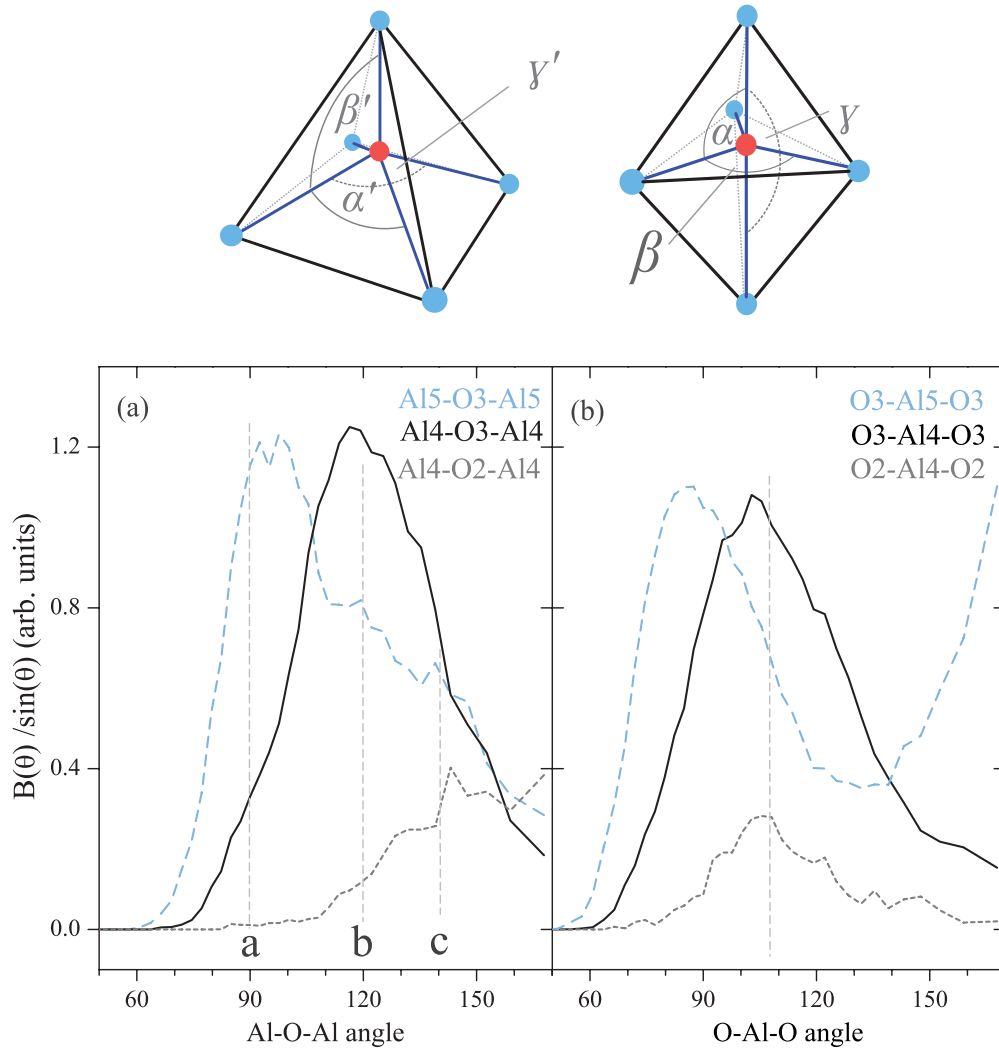 γ'
β'
α'
γ
α
β
(a)
Al5-O3-Al5
Al4-O3-Al4
Al4-O2-Al4
(b)
O3-Al5-O3
O3-Al4-O3
O2-Al4-O2
B(θ) /sin(θ) (arb. units)
1.2
0.8
0.4
0.0
a
b
c
60
90
120
150
60
90
120
150
Al-O-Al angle
O-Al-O angle